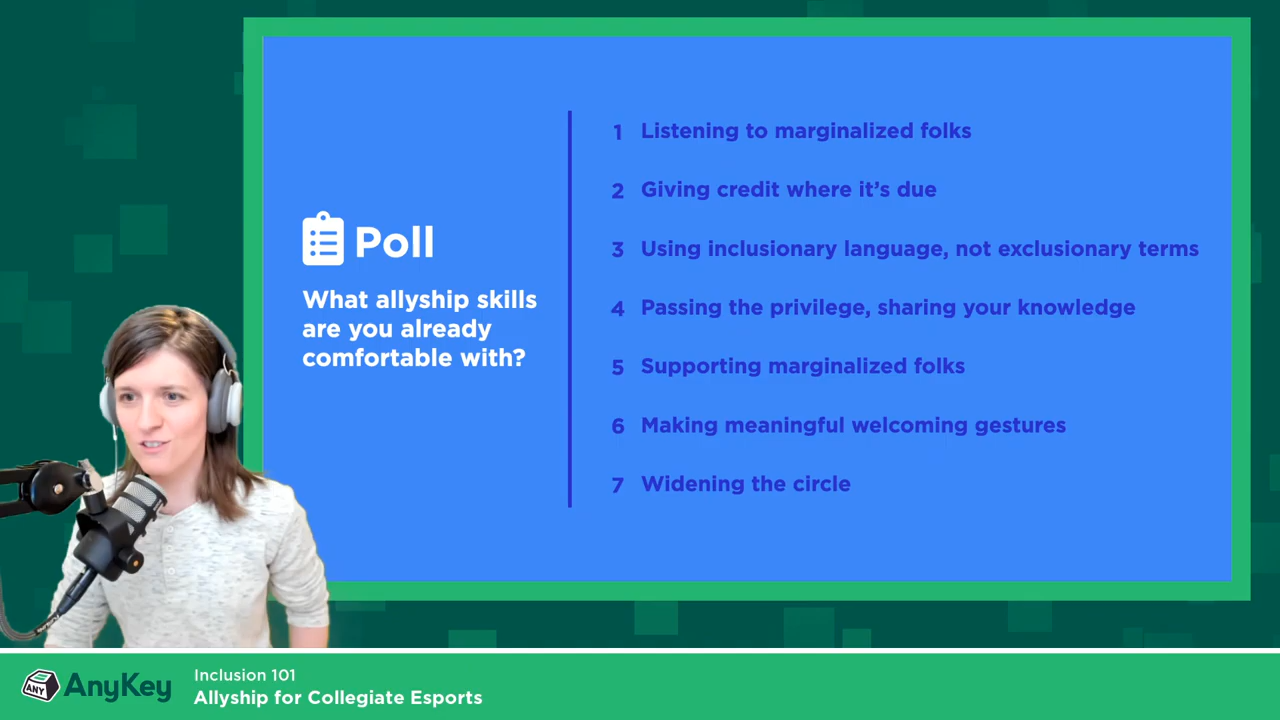 Poll
What allyship skills
are you already
comfortable with?
1 Listening to marginalized folks
2 Giving credit where it’s due
3 Using inclusionary language, not exclusionary terms
4 Passing the privilege, sharing your knowledge
5 Supporting marginalized folks
6 Making meaningful welcoming gestures
7 Widening the circle
ANY AnyKey
Inclusion 101
Allyship for Collegiate Esports